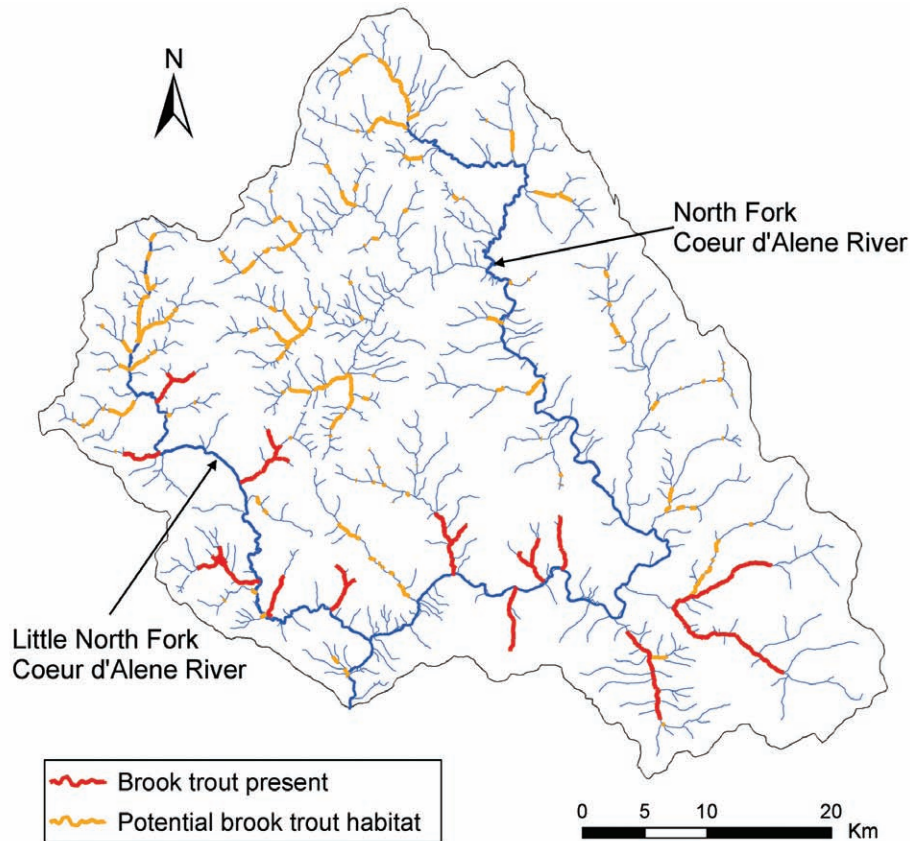 N
North Fork
Coeur d'Alene River
Little North Fork
Coeur d'Alene River
Brook trout present
Potential brook trout habitat
0 5 10 20
Km